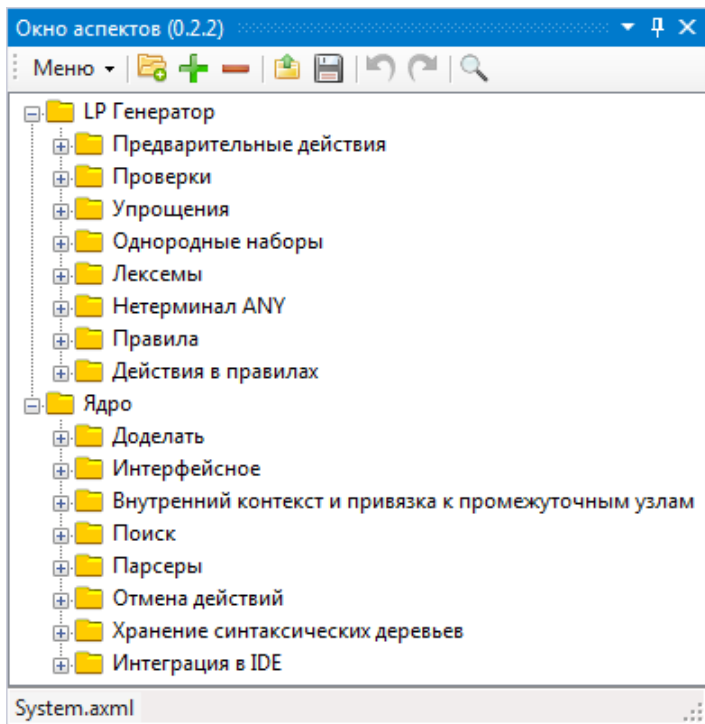 Окно аспектов (0.2.2)
Меню
LP Генератор
Предварительные действия
Проверки
Упрощения
Однородные наборы
Лексемы
Нетерминал ANY
Правила
Действия в правилах
Ядро
Доделать
Интерфейсное
Внутренний контекст и привязка к промежуточным узлам
Поиск
Парсеры
Отмена действий
Хранение синтаксических деревьев
Интеграция в IDE
System.axml